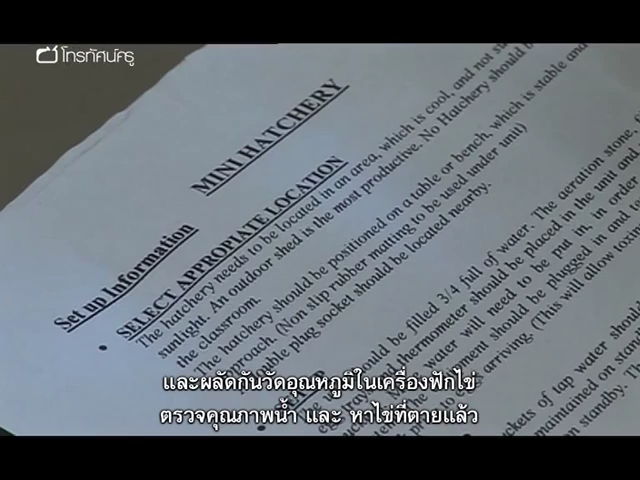 โทรทัศน์ครู
MINI HATCHERY
Set up Information
SELECT APPROPIATE LOCATION
The hatchery needs to be located in an area, which is cool, and not
sunlight. An outdoor shed is the most productive. No Hatchery should
the classroom.
The hatchery should be positioned on a table or bench, which is stable and
(Non slip rubber matting to be used under unit)
plug socket should be located nearby.
be filled 3/4 full of water. The aeration stone,
thermometer should be placed in the unit and
water will need to be put in, in order
should be plugged in and
arriving. (This will allow
of tap water should
maintained on
on standby. The
และผลัดกันวัดอุณหภูมิในเครื่องฟักไข่
ตรวจคุณภาพน้ำ และ หาไข่ที่ตายแล้ว